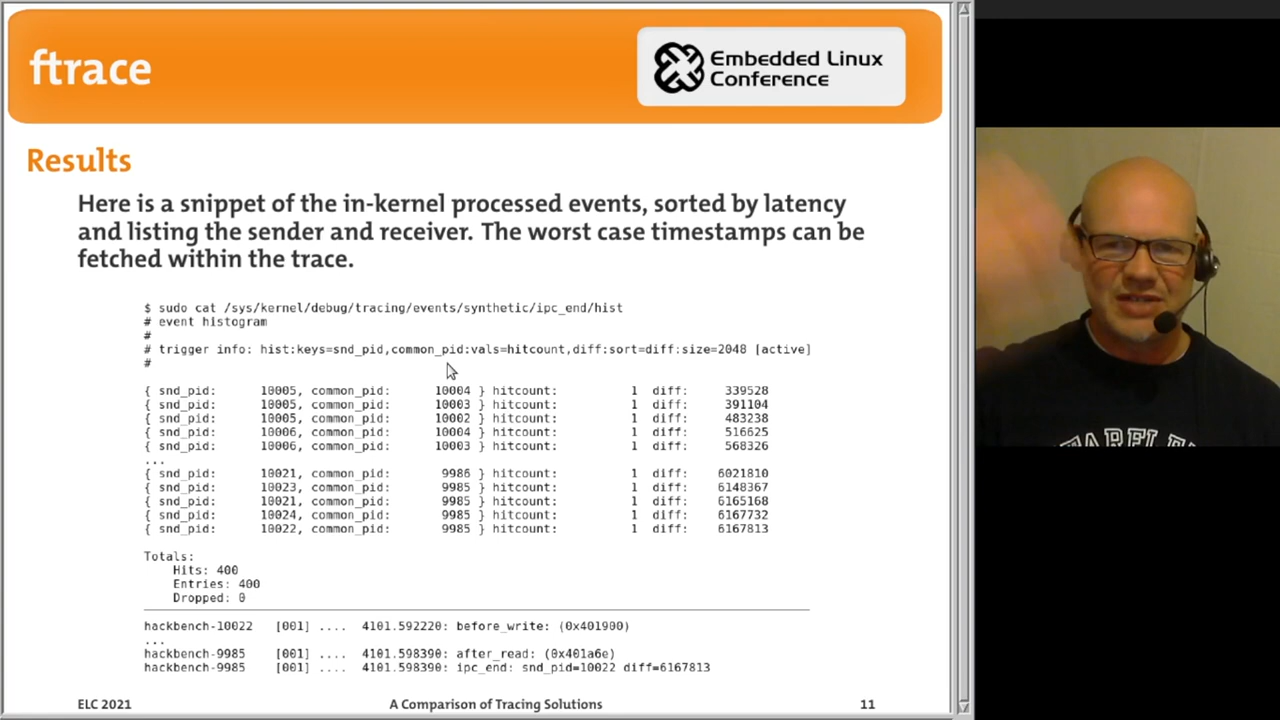 ftrace
Embedded Linux
Conference
Results
Here is a snippet of the in-kernel processed events, sorted by latency
and listing the sender and receiver. The worst case timestamps can be
fetched within the trace.
$ sudo cat /sys/kernel/debug/tracing/events/synthetic/ipc_end/hist
# event histogram
#
# trigger info: hist:keys=snd_pid,common_pid:vals=hitcount,diff:sort=diff:size=2048 [active]
#
{ snd_pid: 10005, common_pid: 10004 } hitcount: 1 diff: 339528
{ snd_pid: 10005, common_pid: 10003 } hitcount: 1 diff: 391104
{ snd_pid: 10005, common_pid: 10002 } hitcount: 1 diff: 483238
{ snd_pid: 10006, common_pid: 10004 } hitcount: 1 diff: 516625
{ snd_pid: 10006, common_pid: 10003 } hitcount: 1 diff: 568326
...
{ snd_pid: 10021, common_pid: 9986 } hitcount: 1 diff: 6021810
{ snd_pid: 10023, common_pid: 9985 } hitcount: 1 diff: 6148367
{ snd_pid: 10021, common_pid: 9985 } hitcount: 1 diff: 6165168
{ snd_pid: 10024, common_pid: 9985 } hitcount: 1 diff: 6167732
{ snd_pid: 10022, common_pid: 9985 } hitcount: 1 diff: 6167813
Totals:
Hits: 400
Entries: 400
Dropped: 0
hackbench-10022 [001] .... 4101.592220: before_write: (0x401900)
...
hackbench-9985 [001] .... 4101.598390: after_read: (0x401a6e)
hackbench-9985 [001] .... 4101.598390: ipc_end: snd_pid=10022 diff=6167813
ELC 2021
A Comparison of Tracing Solutions
11